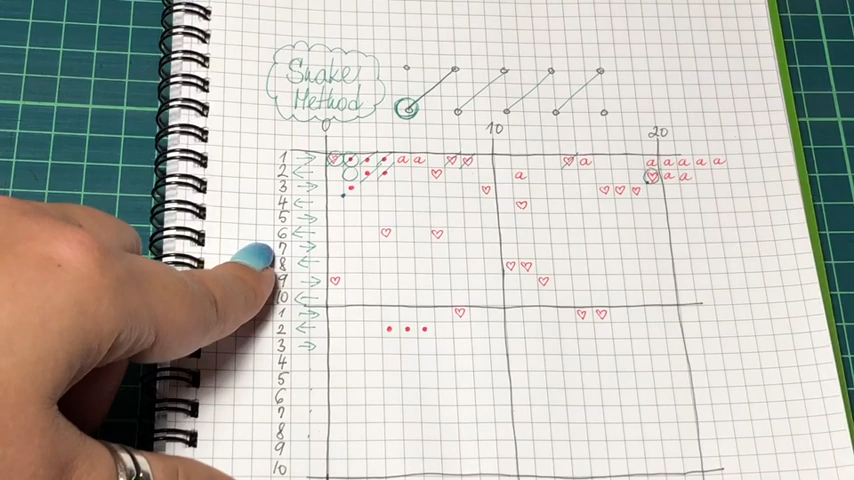 Snake
Method
0 10 20
1 → ♡ • • • a a ♡ ♡ ♡ a a a a a a
2 ← • • ♡ a ♡ a a
3 → • ♡ ♡ ♡ ♡
4 ← • ♡
5 →
6 ← ♡ ♡
7 →
8 ← ♡ ♡
9 → ♡ ♡
10 ←
1 → ♡ ♡ ♡
2 ← • • •
3 →
4
5
6
7
8
9
10